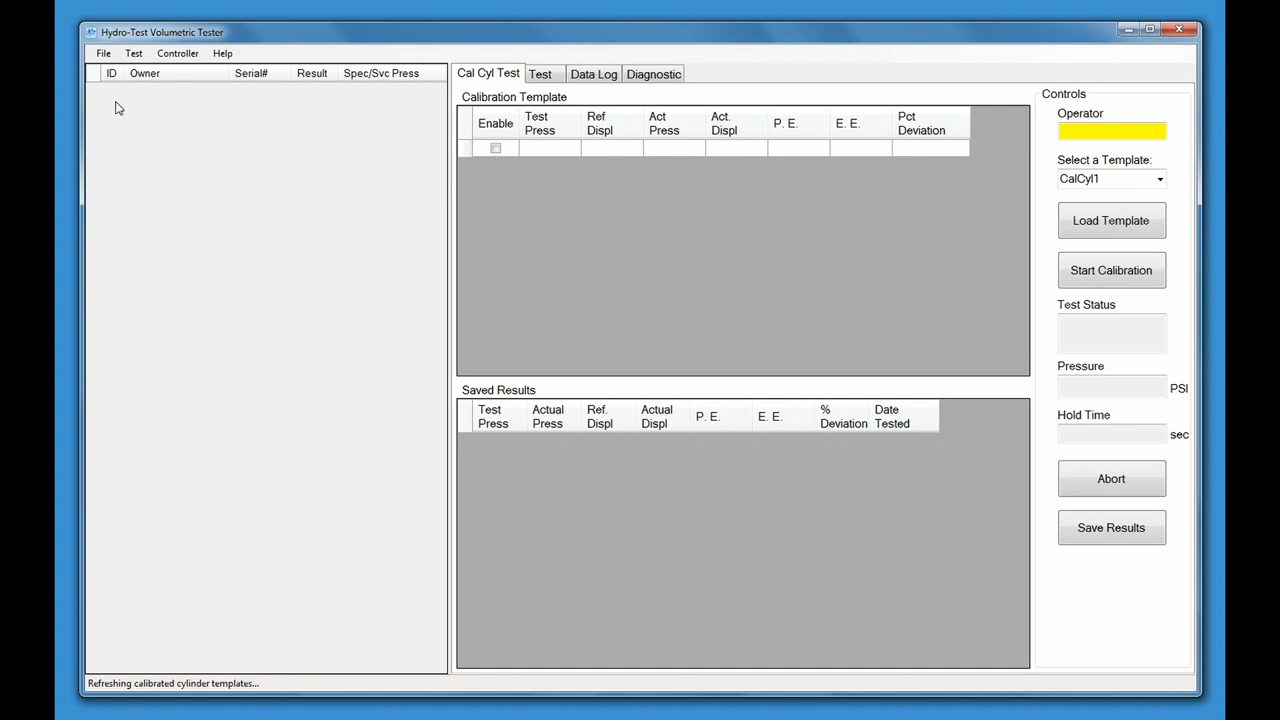 Hydro-Test Volumetric Tester
File Test Controller Help
ID Owner Serial# Result Spec/Svc Press
Cal Cyl Test Test Data Log Diagnostic
Calibration Template
Enable Test Press Ref Displ Act Press Act. Displ P. E. E. E. Pct Deviation
Saved Results
Test Press Actual Press Ref. Displ Actual Displ P. E. E. E. % Deviation Date Tested
Controls
Operator
Select a Template:
CalCyl1
Load Template
Start Calibration
Test Status
Pressure
PSI
Hold Time
sec
Abort
Save Results
Refreshing calibrated cylinder templates...